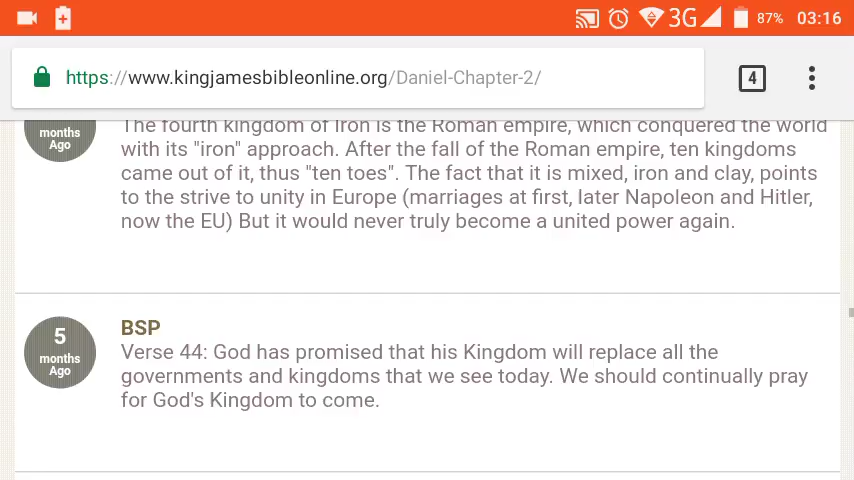 3G 87% 03:16
https://www.kingjamesbibleonline.org/Daniel-Chapter-2/
4
months
Ago
The fourth kingdom of Iron is the Roman empire, which conquered the world
with its "iron" approach. After the fall of the Roman empire, ten kingdoms
came out of it, thus "ten toes". The fact that it is mixed, iron and clay, points
to the strive to unity in Europe (marriages at first, later Napoleon and Hitler,
now the EU) But it would never truly become a united power again.
5
months
Ago
BSP
Verse 44: God has promised that his Kingdom will replace all the
governments and kingdoms that we see today. We should continually pray
for God's Kingdom to come.